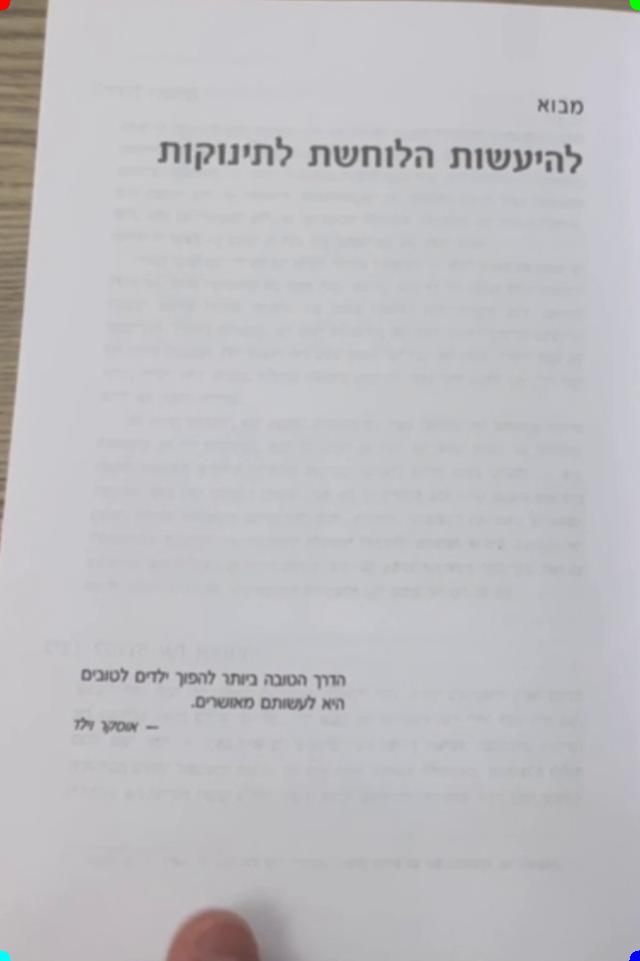 מבוא
להיעשות הלוחשת לתינוקות
הדרך הטובה ביותר להפוך ילדים לטובים
היא לעשותם מאושרים.
— אוסקר וילד